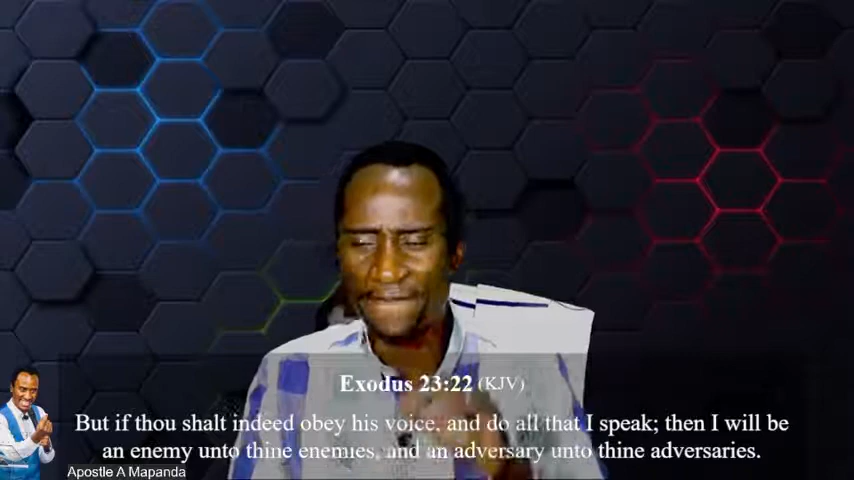 Exodus 23:22 (KJV)
But if thou shalt indeed obey his voice, and do all that I speak; then I will be
an enemy unto thine enemies, and an adversary unto thine adversaries.
Apostle A Mapanda